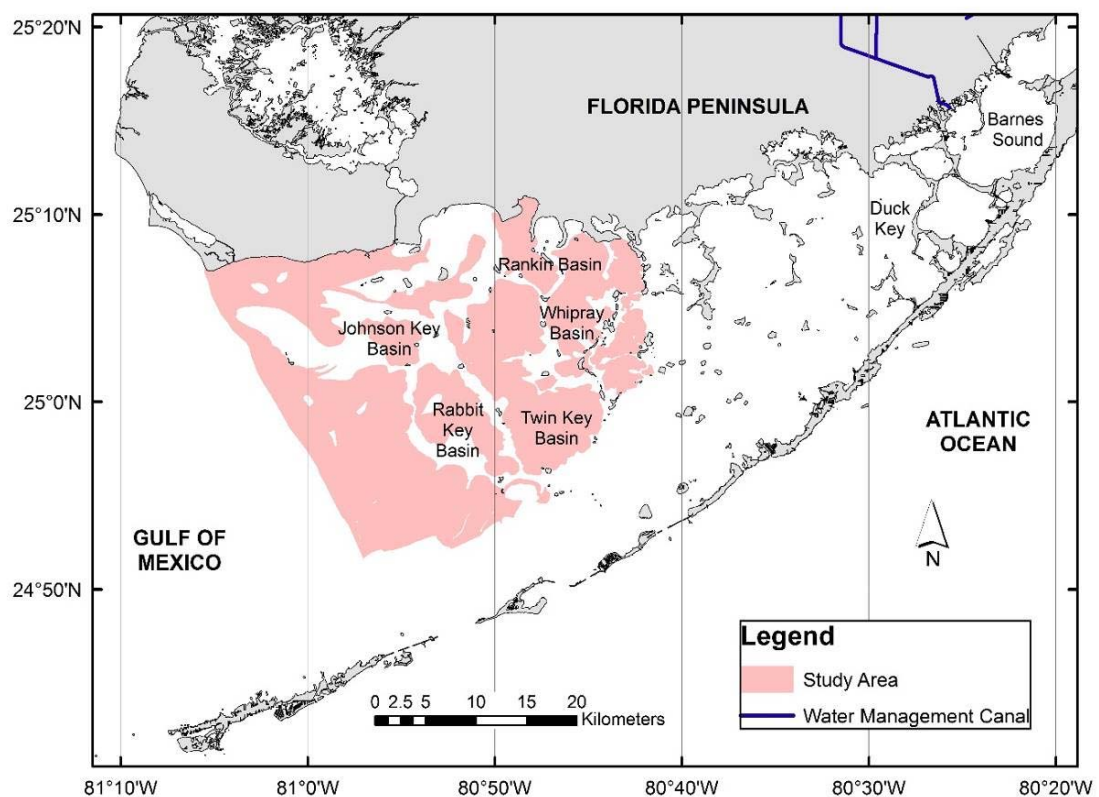 25°20'N
25°10'N
25°0'N
24°50'N
FLORIDA PENINSULA
Barnes
Sound
Duck
Key
Rankin Basin
Whipray
Basin
Johnson Key
Basin
Rabbit
Key
Basin
Twin Key
Basin
ATLANTIC
OCEAN
GULF OF
MEXICO
N
Legend
Study Area
Water Management Canal
0 2.5 5 10 15 20
Kilometers
81°10'W 81°0'W 80°50'W 80°40'W 80°30'W 80°20'W